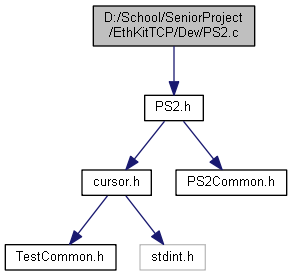 D:/School/SeniorProject
/EthKitTCP/Dev/PS2.c
PS2.h
cursor.h
PS2Common.h
TestCommon.h
stdint.h